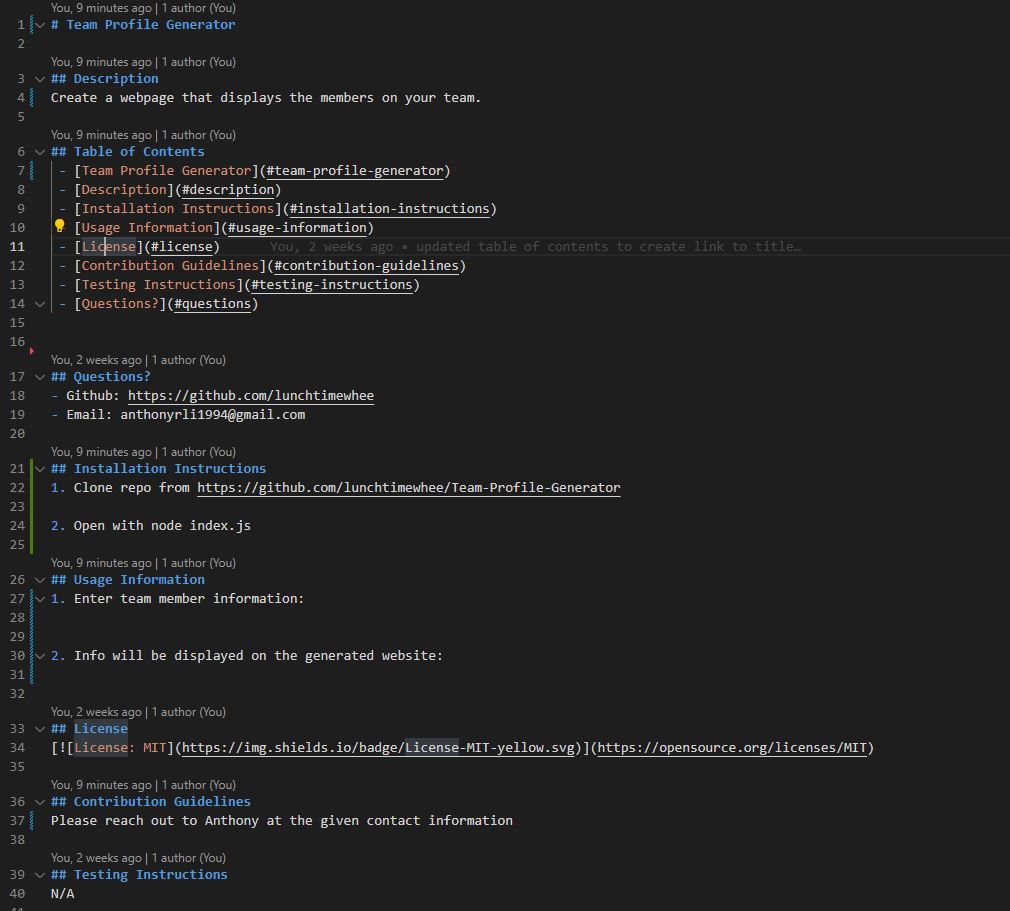 You, 9 minutes ago | 1 author (You)
1 # Team Profile Generator
2
You, 9 minutes ago | 1 author (You)
3 ## Description
4 Create a webpage that displays the members on your team.
5
You, 9 minutes ago | 1 author (You)
6 ## Table of Contents
7 - [Team Profile Generator](#team-profile-generator)
8 - [Description](#description)
9 - [Installation Instructions](#installation-instructions)
10 [Usage Information](#usage-information)
11 - [License](#license) You, 2 weeks ago • updated table of contents to create link to title…
12 - [Contribution Guidelines](#contribution-guidelines)
13 - [Testing Instructions](#testing-instructions)
14 - [Questions?](#questions)
15
16
You, 2 weeks ago | 1 author (You)
17 ## Questions?
18 - Github: https://github.com/lunchtimewhee
19 - Email: anthonyrli1994@gmail.com
20
You, 9 minutes ago | 1 author (You)
21 ## Installation Instructions
22 1. Clone repo from https://github.com/lunchtimewhee/Team-Profile-Generator
23
24 2. Open with node index.js
25
You, 9 minutes ago | 1 author (You)
26 ## Usage Information
27 1. Enter team member information:
28
29
30 2. Info will be displayed on the generated website:
31
32
You, 2 weeks ago | 1 author (You)
33 ## License
34 [![License: MIT](https://img.shields.io/badge/License-MIT-yellow.svg)](https://opensource.org/licenses/MIT)
35
You, 9 minutes ago | 1 author (You)
36 ## Contribution Guidelines
37 Please reach out to Anthony at the given contact information
38
You, 2 weeks ago | 1 author (You)
39 ## Testing Instructions
40 N/A
41